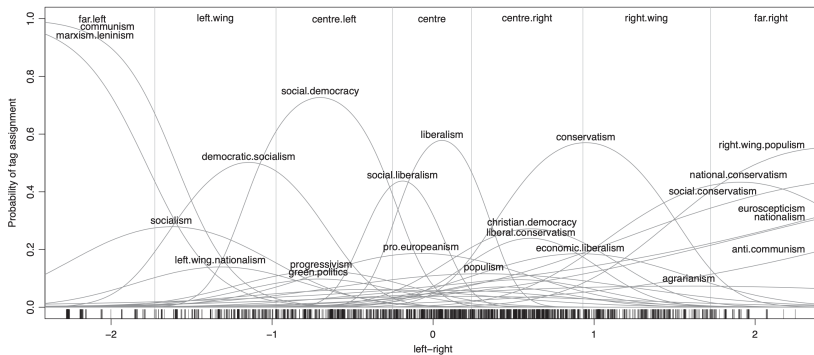 far.left left.wing centre.left centre centre.right right.wing far.right
communism
marxism.leninism
social.democracy
liberalism
conservatism
right.wing.populism
democratic.socialism
social.liberalism
national.conservatism
social.conservatism
euroscepticism
nationalism
socialism
christian.democracy
liberal.conservatism
pro.europeanism
economic.liberalism
anti.communism
left.wing.nationalism
progressivism
green.politics
populism
agrarianism
Probability of tag assignment
1.0
0.8
0.6
0.4
0.2
0.0
-2 -1 0 1 2
left-right